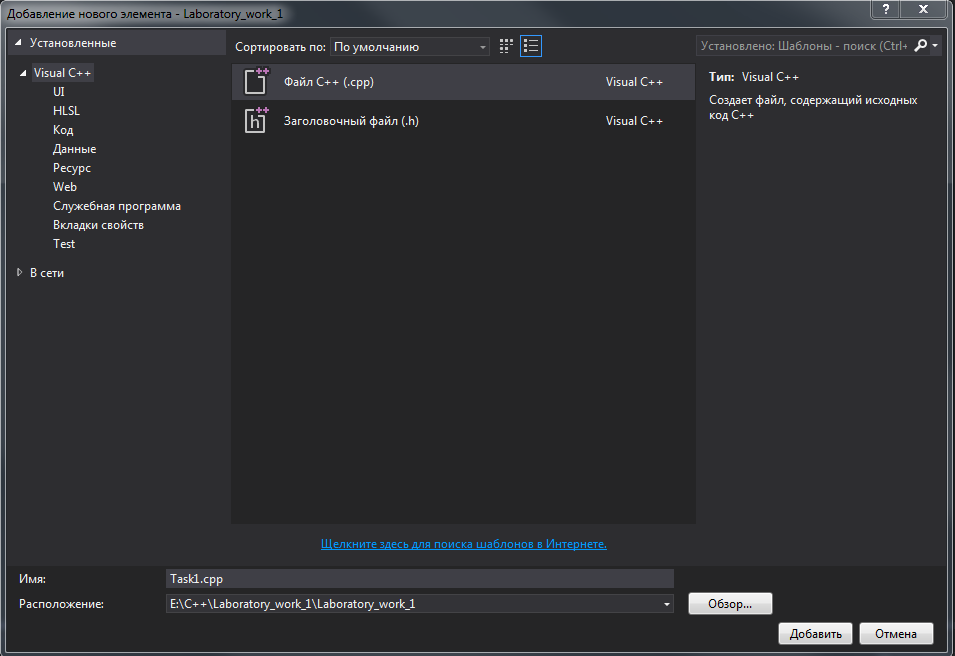 Добавление нового элемента - Laboratory_work_1
?
Установленные
Visual C++
UI
HLSL
Код
Данные
Ресурс
Web
Служебная программа
Вкладки свойств
Test
В сети
Сортировать по: По умолчанию
Файл C++ (.cpp) Visual C++
Заголовочный файл (.h) Visual C++
Установлено: Шаблоны - поиск (Ctrl+
Тип: Visual C++
Создает файл, содержащий исходных
код C++
Щелкните здесь для поиска шаблонов в Интернете.
Имя: Task1.cpp
Расположение: E:\C++\Laboratory_work_1\Laboratory_work_1
Обзор...
Добавить Отмена